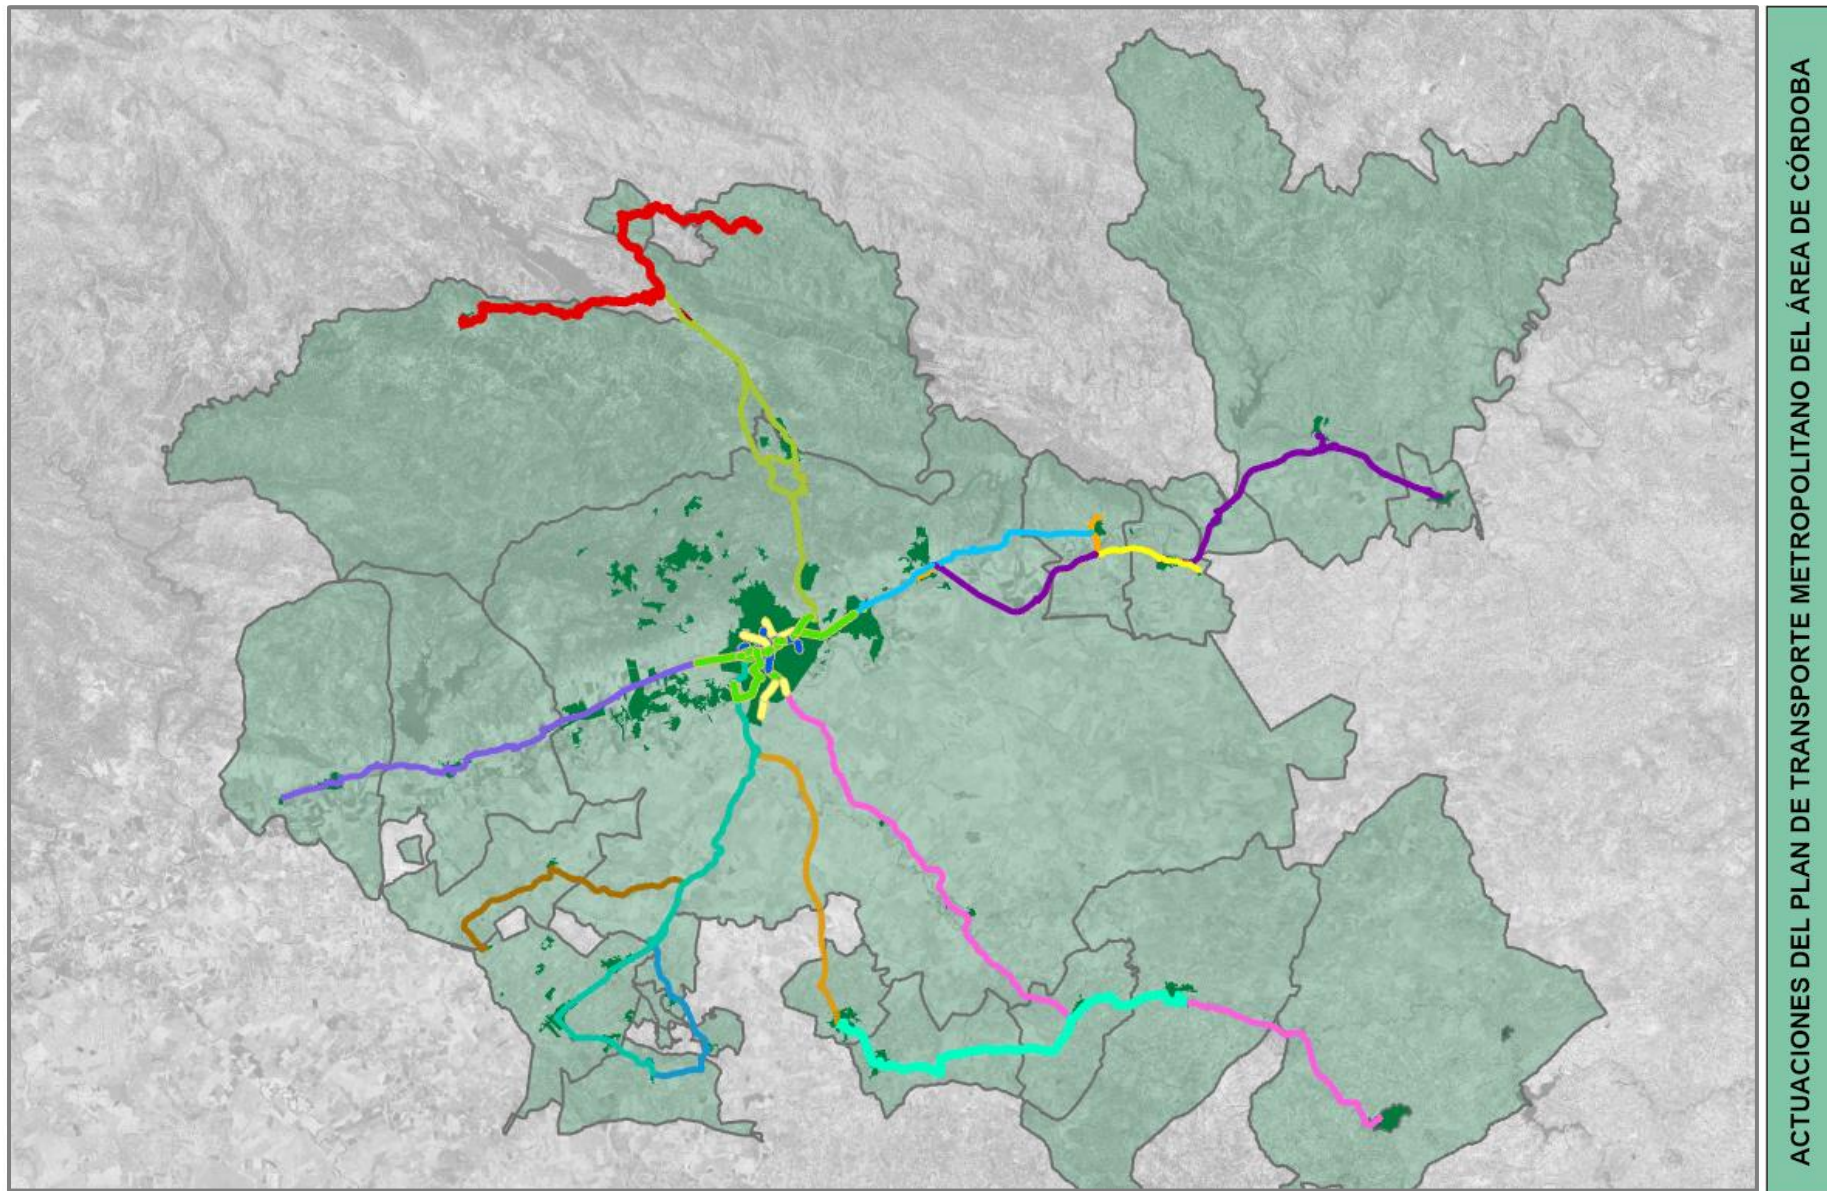 ACTUACIONES DEL PLAN DE TRANSPORTE METROPOLITANO DEL ÁREA DE CÓRDOBA